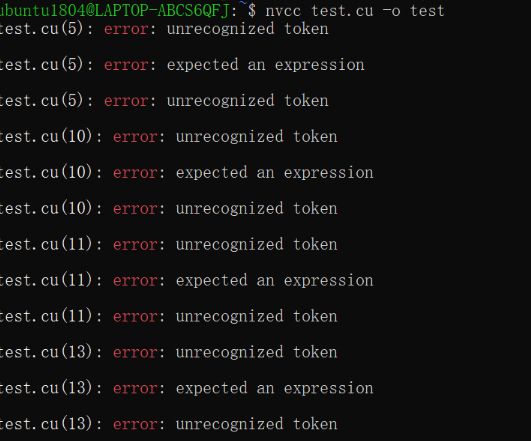 ubuntu1804@LAPTOP-ABCS6QFJ:~$ nvcc test.cu -o test
test.cu(5): error: unrecognized token
test.cu(5): error: expected an expression
test.cu(5): error: unrecognized token
test.cu(10): error: unrecognized token
test.cu(10): error: expected an expression
test.cu(10): error: unrecognized token
test.cu(11): error: unrecognized token
test.cu(11): error: expected an expression
test.cu(11): error: unrecognized token
test.cu(13): error: unrecognized token
test.cu(13): error: expected an expression
test.cu(13): error: unrecognized token